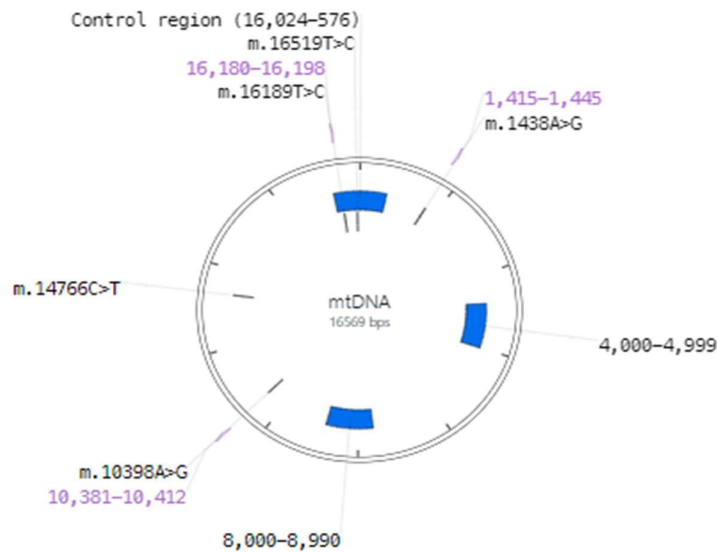 Control region (16,024–576)
m.16519T>C
16,180–16,198
m.16189T>C
1,415–1,445
m.1438A>G
m.14766C>T
mtDNA
16569 bps
4,000–4,999
m.10398A>G
10,381–10,412
8,000–8,990